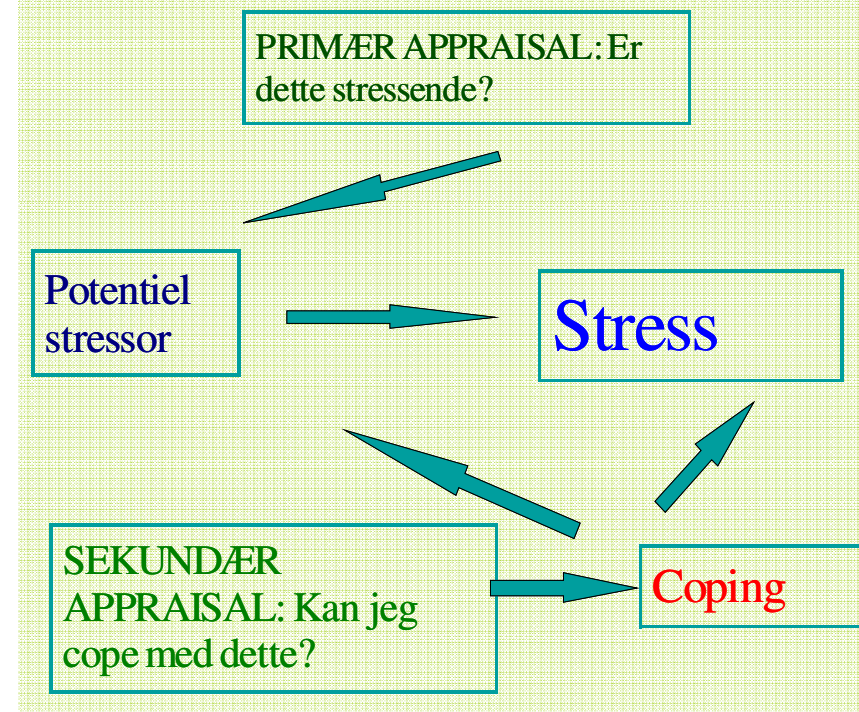 PRIMÆR APPRAISAL: Er
dette stressende?
Potentiel
stressor
Stress
SEKUNDÆR
APPRAISAL: Kan jeg
cope med dette?
Coping